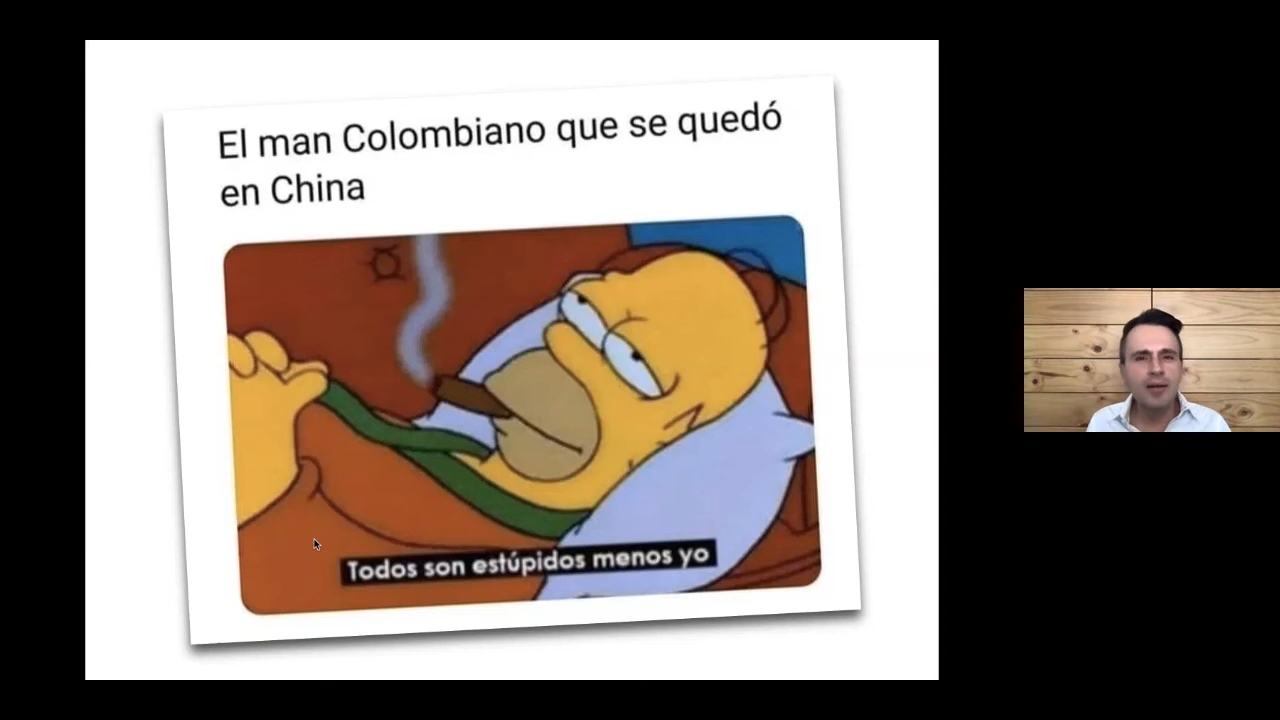 El man Colombiano que se quedó
en China
Todos son estúpidos menos yo